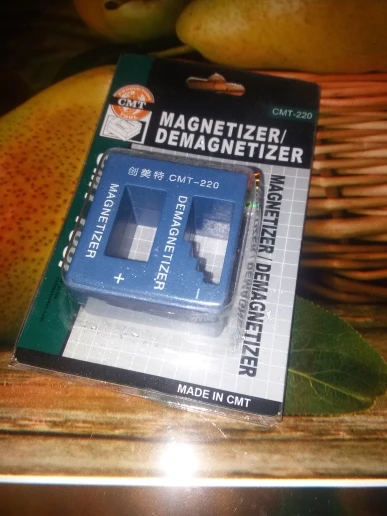 CMT
CMT-220
MAGNETIZER/
DEMAGNETIZER
创美特 CMT-220
MAGNETIZER
+
DEMAGNETIZER
−
MAGNETIZER/DEMAGNETIZER
MADE IN CMT